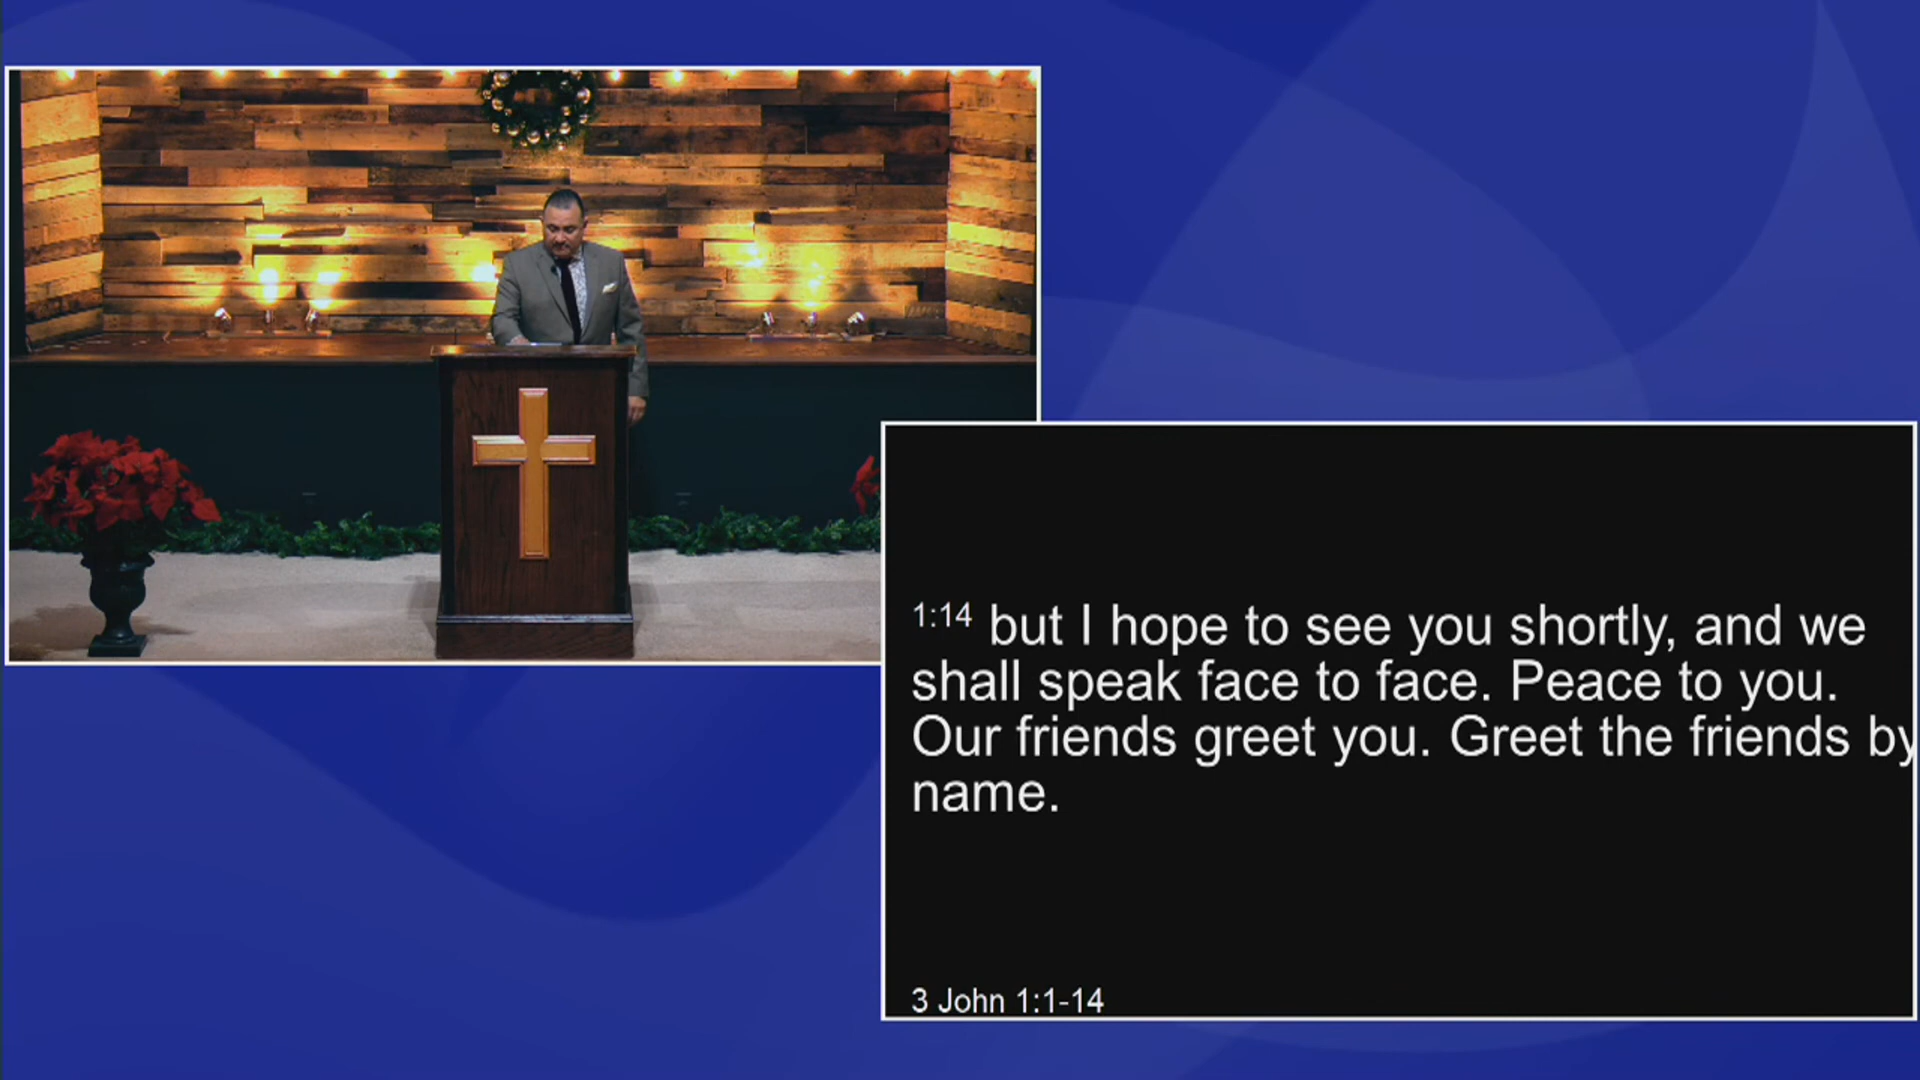 1:14 but I hope to see you shortly, and we
shall speak face to face. Peace to you.
Our friends greet you. Greet the friends by
name.
3 John 1:1-14